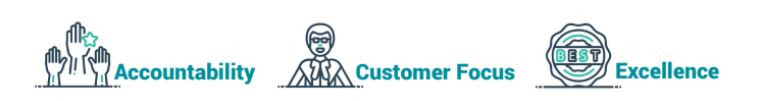 Accountability
Customer Focus
BEST
Excellence